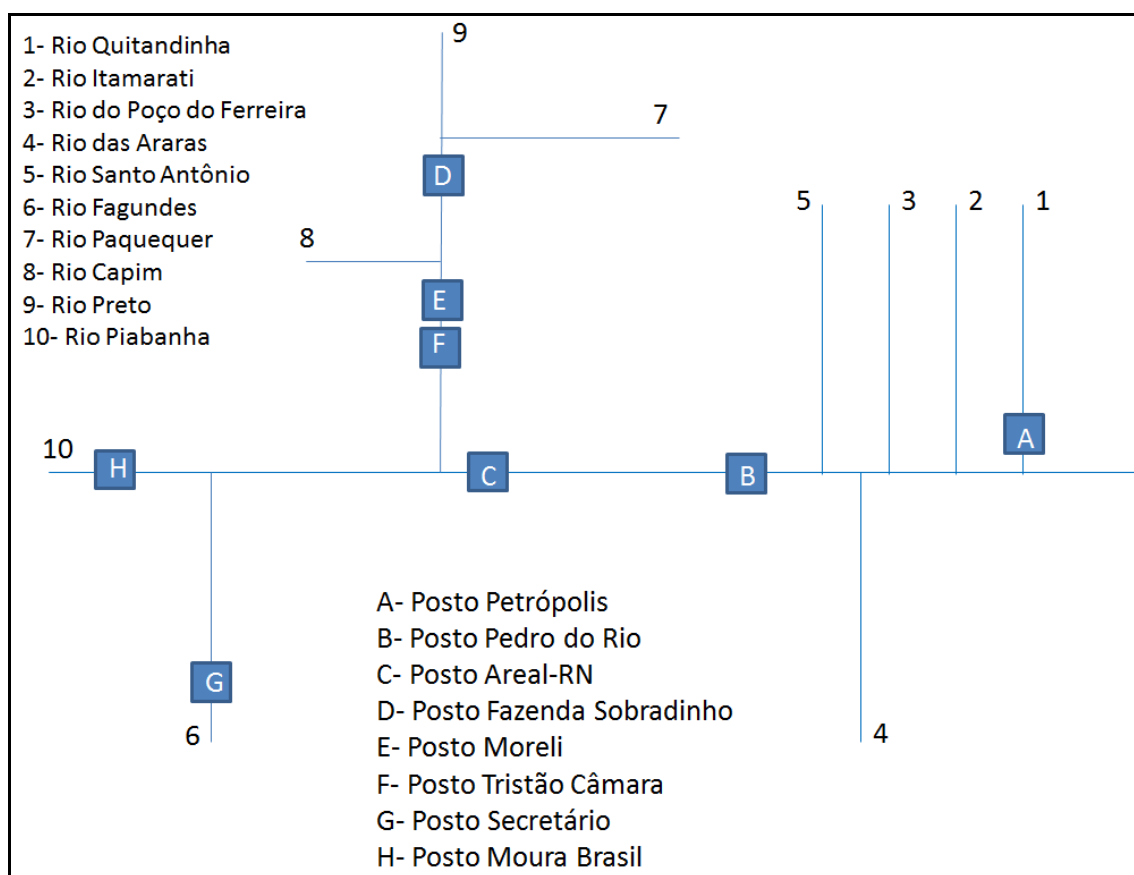 1- Rio Quitandinha
2- Rio Itamarati
3- Rio do Poço do Ferreira
4- Rio das Araras
5- Rio Santo Antônio
6- Rio Fagundes
7- Rio Paquequer
8- Rio Capim
9- Rio Preto
10- Rio Piabanha
9
7
D
8
5
3
2
1
E
F
A
10
H
C
B
G
6
4
A- Posto Petrópolis
B- Posto Pedro do Rio
C- Posto Areal-RN
D- Posto Fazenda Sobradinho
E- Posto Moreli
F- Posto Tristão Câmara
G- Posto Secretário
H- Posto Moura Brasil